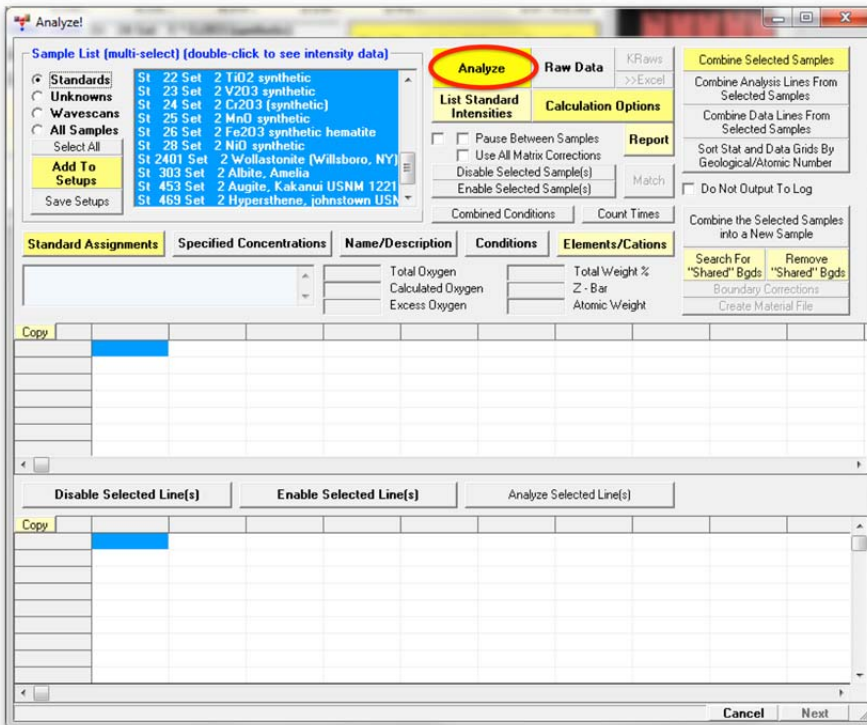 Analyze!
Sample List (multi-select) (double-click to see intensity data)
Standards
Unknowns
Wavescans
All Samples
Select All
Add To
Setups
Save Setups
St 22 Set 2 TiO2 synthetic
St 23 Set 2 V2O3 synthetic
St 24 Set 2 Cr2O3 (synthetic)
St 25 Set 2 MnO synthetic
St 26 Set 2 Fe2O3 synthetic hematite
St 28 Set 2 NiO synthetic
St 2401 Set 2 Wollastonite (Willsboro, NY)
St 303 Set 2 Albite, Amelia
St 453 Set 2 Augite, Kakanui USNM 1221
St 469 Set 2 Hypersthene, johnstown USN
Analyze
Raw Data
KRaws
>>Excel
List Standard
Intensities
Calculation Options
Pause Between Samples
Use All Matrix Corrections
Report
Disable Selected Sample(s)
Enable Selected Sample(s)
Match
Combined Conditions
Count Times
Combine Selected Samples
Combine Analysis Lines From
Selected Samples
Combine Data Lines From
Selected Samples
Sort Stat and Data Grids By
Geological/Atomic Number
Do Not Output To Log
Combine the Selected Samples
into a New Sample
Search For
"Shared" Bgds
Remove
"Shared" Bgds
Boundary Corrections
Create Material File
Standard Assignments
Specified Concentrations
Name/Description
Conditions
Elements/Cations
Total Oxygen
Calculated Oxygen
Excess Oxygen
Total Weight %
Z - Bar
Atomic Weight
Copy
Disable Selected Line(s)
Enable Selected Line(s)
Analyze Selected Line(s)
Copy
Cancel
Next